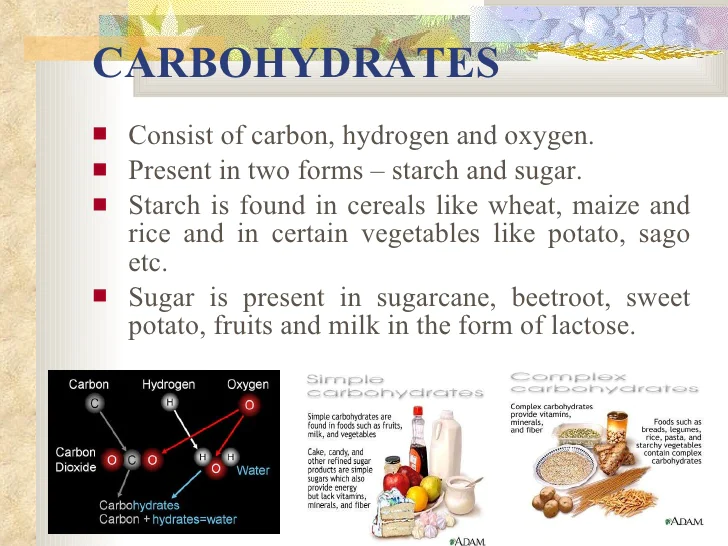 CARBOHYDRATES
Consist of carbon, hydrogen and oxygen.
Present in two forms – starch and sugar.
Starch is found in cereals like wheat, maize and
rice and in certain vegetables like potato, sago
etc.
Sugar is present in sugarcane, beetroot, sweet
potato, fruits and milk in the form of lactose.
Carbon Hydrogen Oxygen
C H O
Carbon
Dioxide
O C O
H H
O
Water
Carbohydrates
Carbon + hydrates=water
Simple
carbohydrates
Simple carbohydrates are
found in foods such as fruits,
milk, and vegetables
Cake, candy, and
other refined sugar
products are simple
sugars which also
provide energy
but lack vitamins,
minerals, and fiber
ADAM
Complex
carbohydrates
Complex carbohydrates
provide vitamins,
minerals,
and fiber
Foods such as
breads, legumes,
rice, pasta, and
starchy vegetables
contain complex
carbohydrates
ADAM